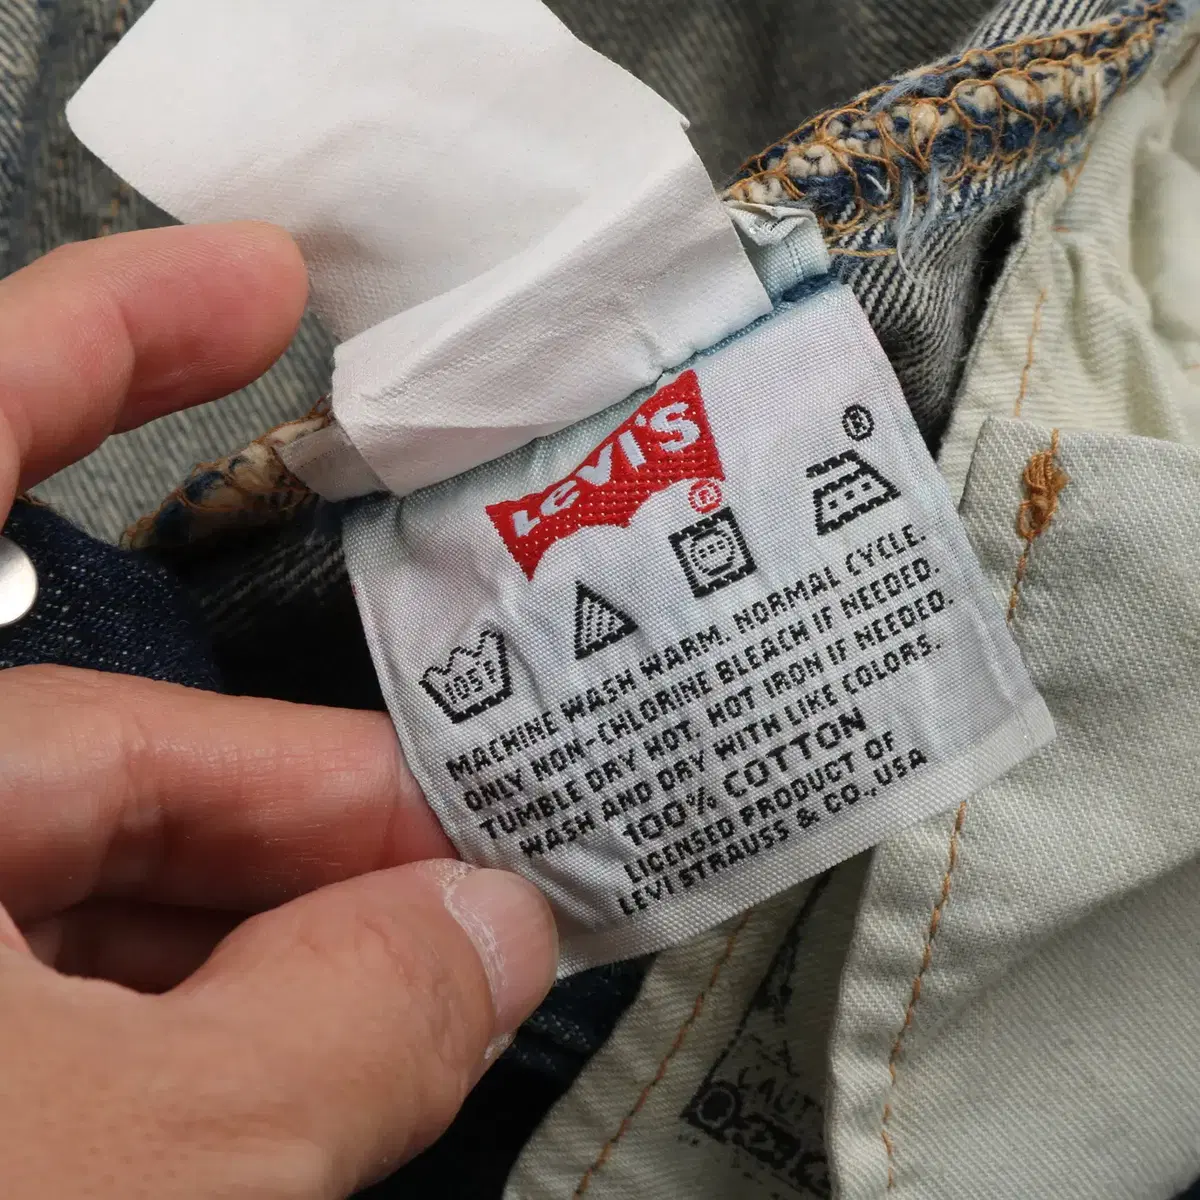 LEVI'S
®
®
105F
MACHINE WASH WARM. NORMAL CYCLE.
ONLY NON-CHLORINE BLEACH IF NEEDED.
TUMBLE DRY HOT. HOT IRON IF NEEDED.
WASH AND DRY WITH LIKE COLORS.
100% COTTON
LICENSED PRODUCT OF
LEVI STRAUSS & CO., USA